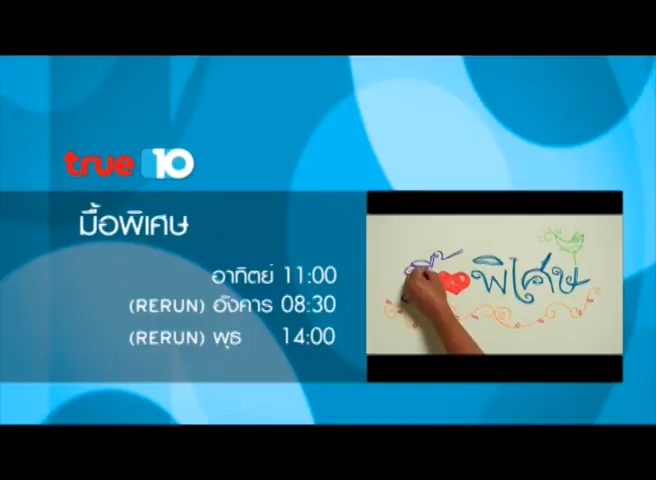 true 10
มื้อพิเศษ
อาทิตย์ 11:00
(RERUN) อังคาร 08:30
(RERUN) พุธ 14:00
พิเศษ